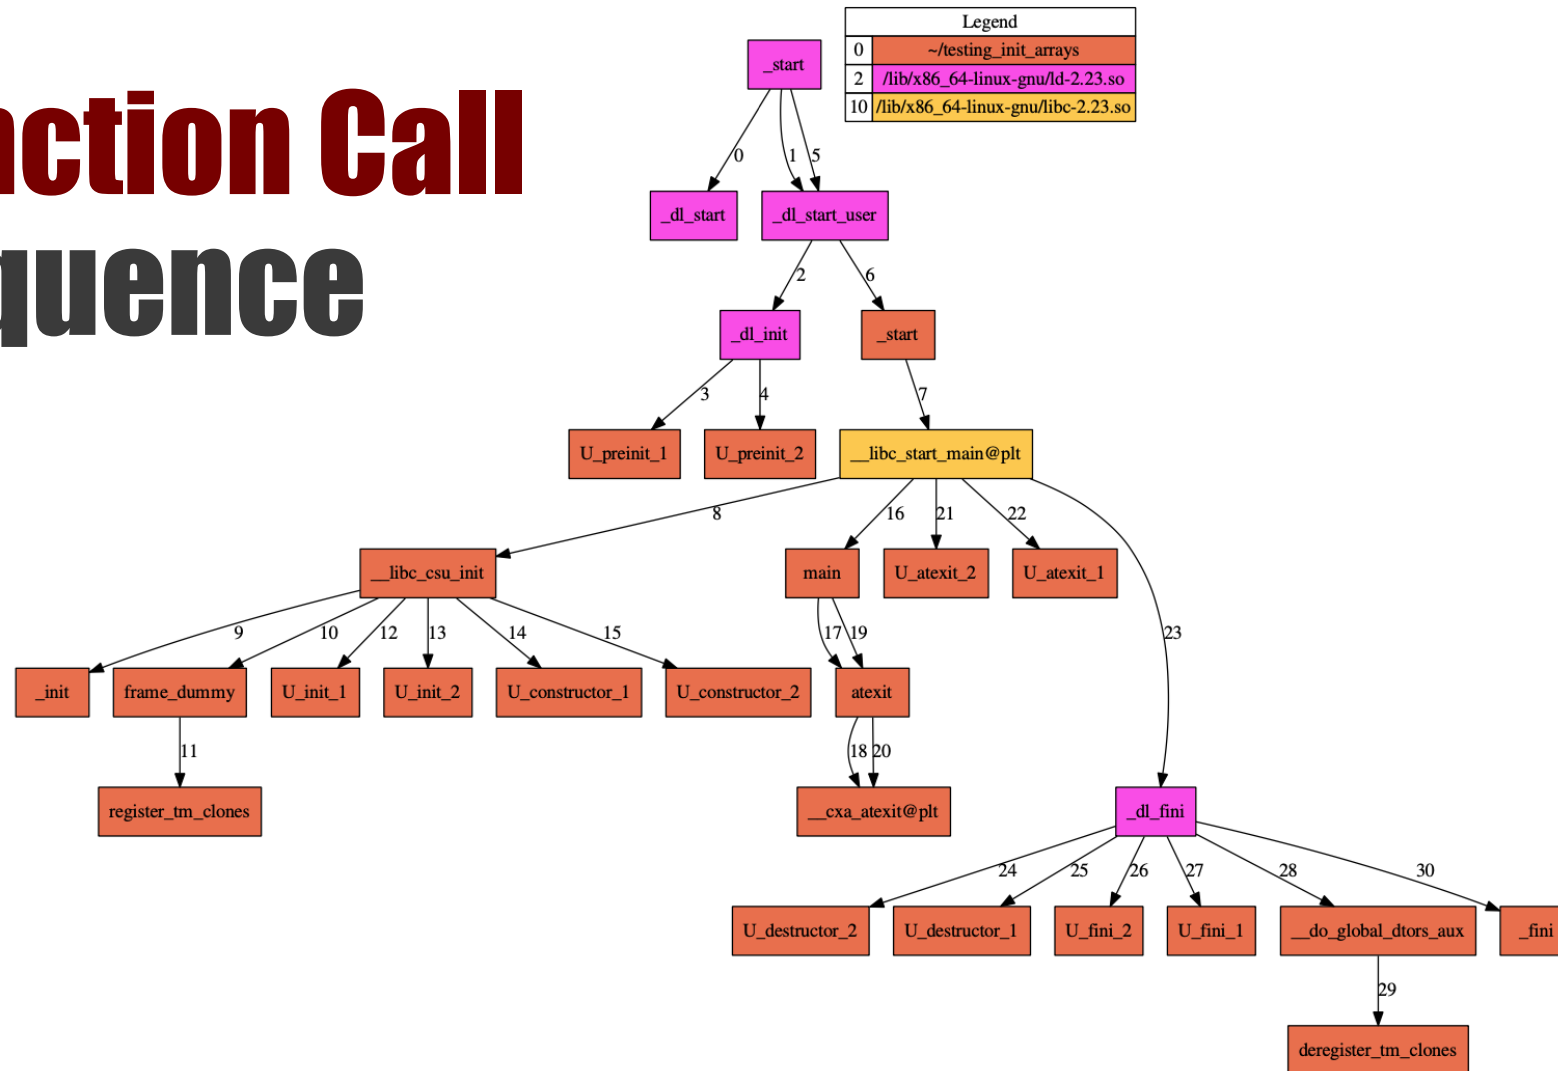 nction Call
quence
Legend
0 ~/testing_init_arrays
2 /lib/x86_64-linux-gnu/ld-2.23.so
10 /lib/x86_64-linux-gnu/libc-2.23.so
_start
0 1 5
_dl_start _dl_start_user
2 6
_dl_init _start
3 4 7
U_preinit_1 U_preinit_2 __libc_start_main@plt
8 16 21 22
__libc_csu_init main U_atexit_2 U_atexit_1
9 10 12 13 14 15 17 19 23
_init frame_dummy U_init_1 U_init_2 U_constructor_1 U_constructor_2 atexit
11 18 20
register_tm_clones __cxa_atexit@plt _dl_fini
24 25 26 27 28 30
U_destructor_2 U_destructor_1 U_fini_2 U_fini_1 __do_global_dtors_aux _fini
29
deregister_tm_clones